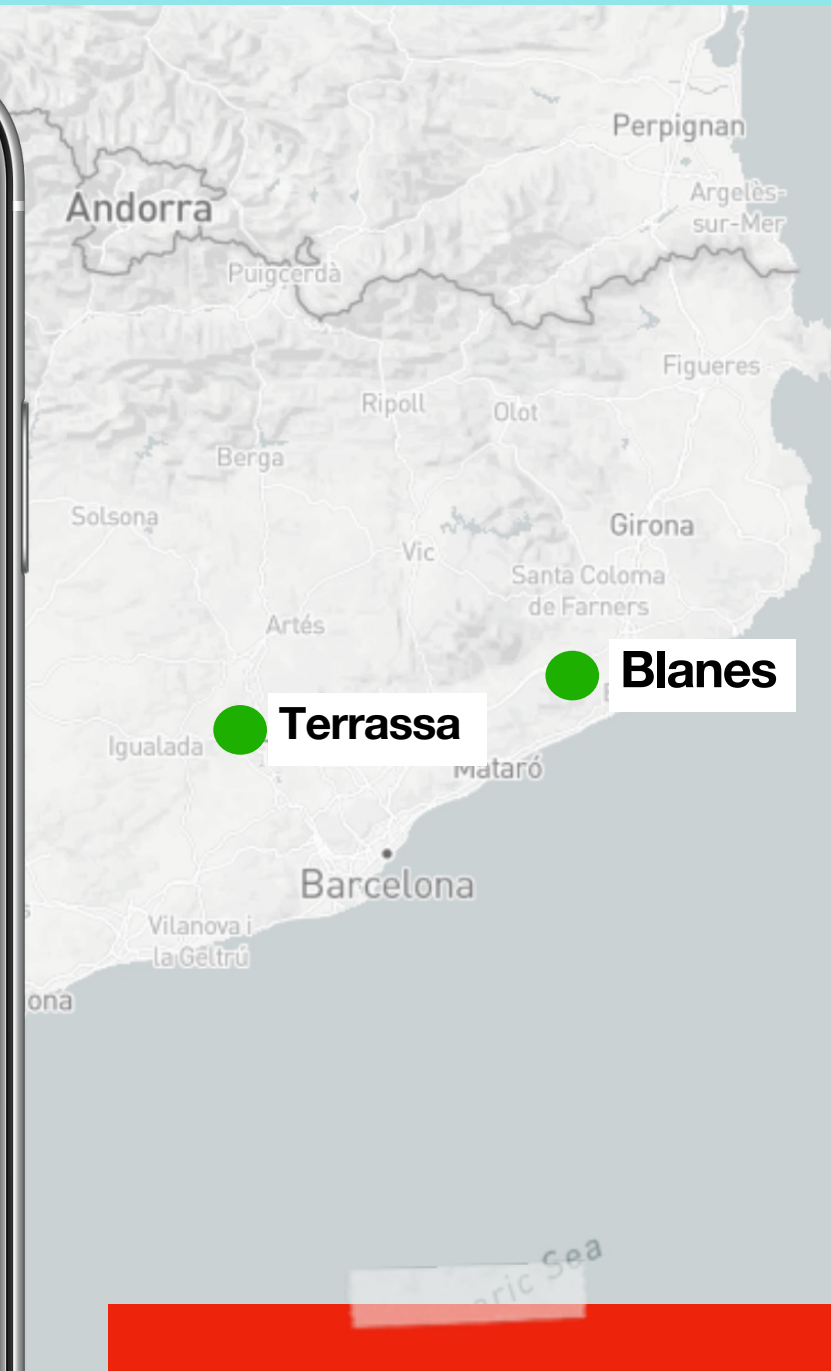 Perpignan
Argelès-
sur-Mer
Andorra
Puigcerdà
Figueres
Ripoll
Olot
Berga
Solsona
Girona
Vic
Santa Coloma
de Farners
Artés
Blanes
Terrassa
Igualada
Mataró
Barcelona
Vilanova i
la Geltrú
ona
Sea